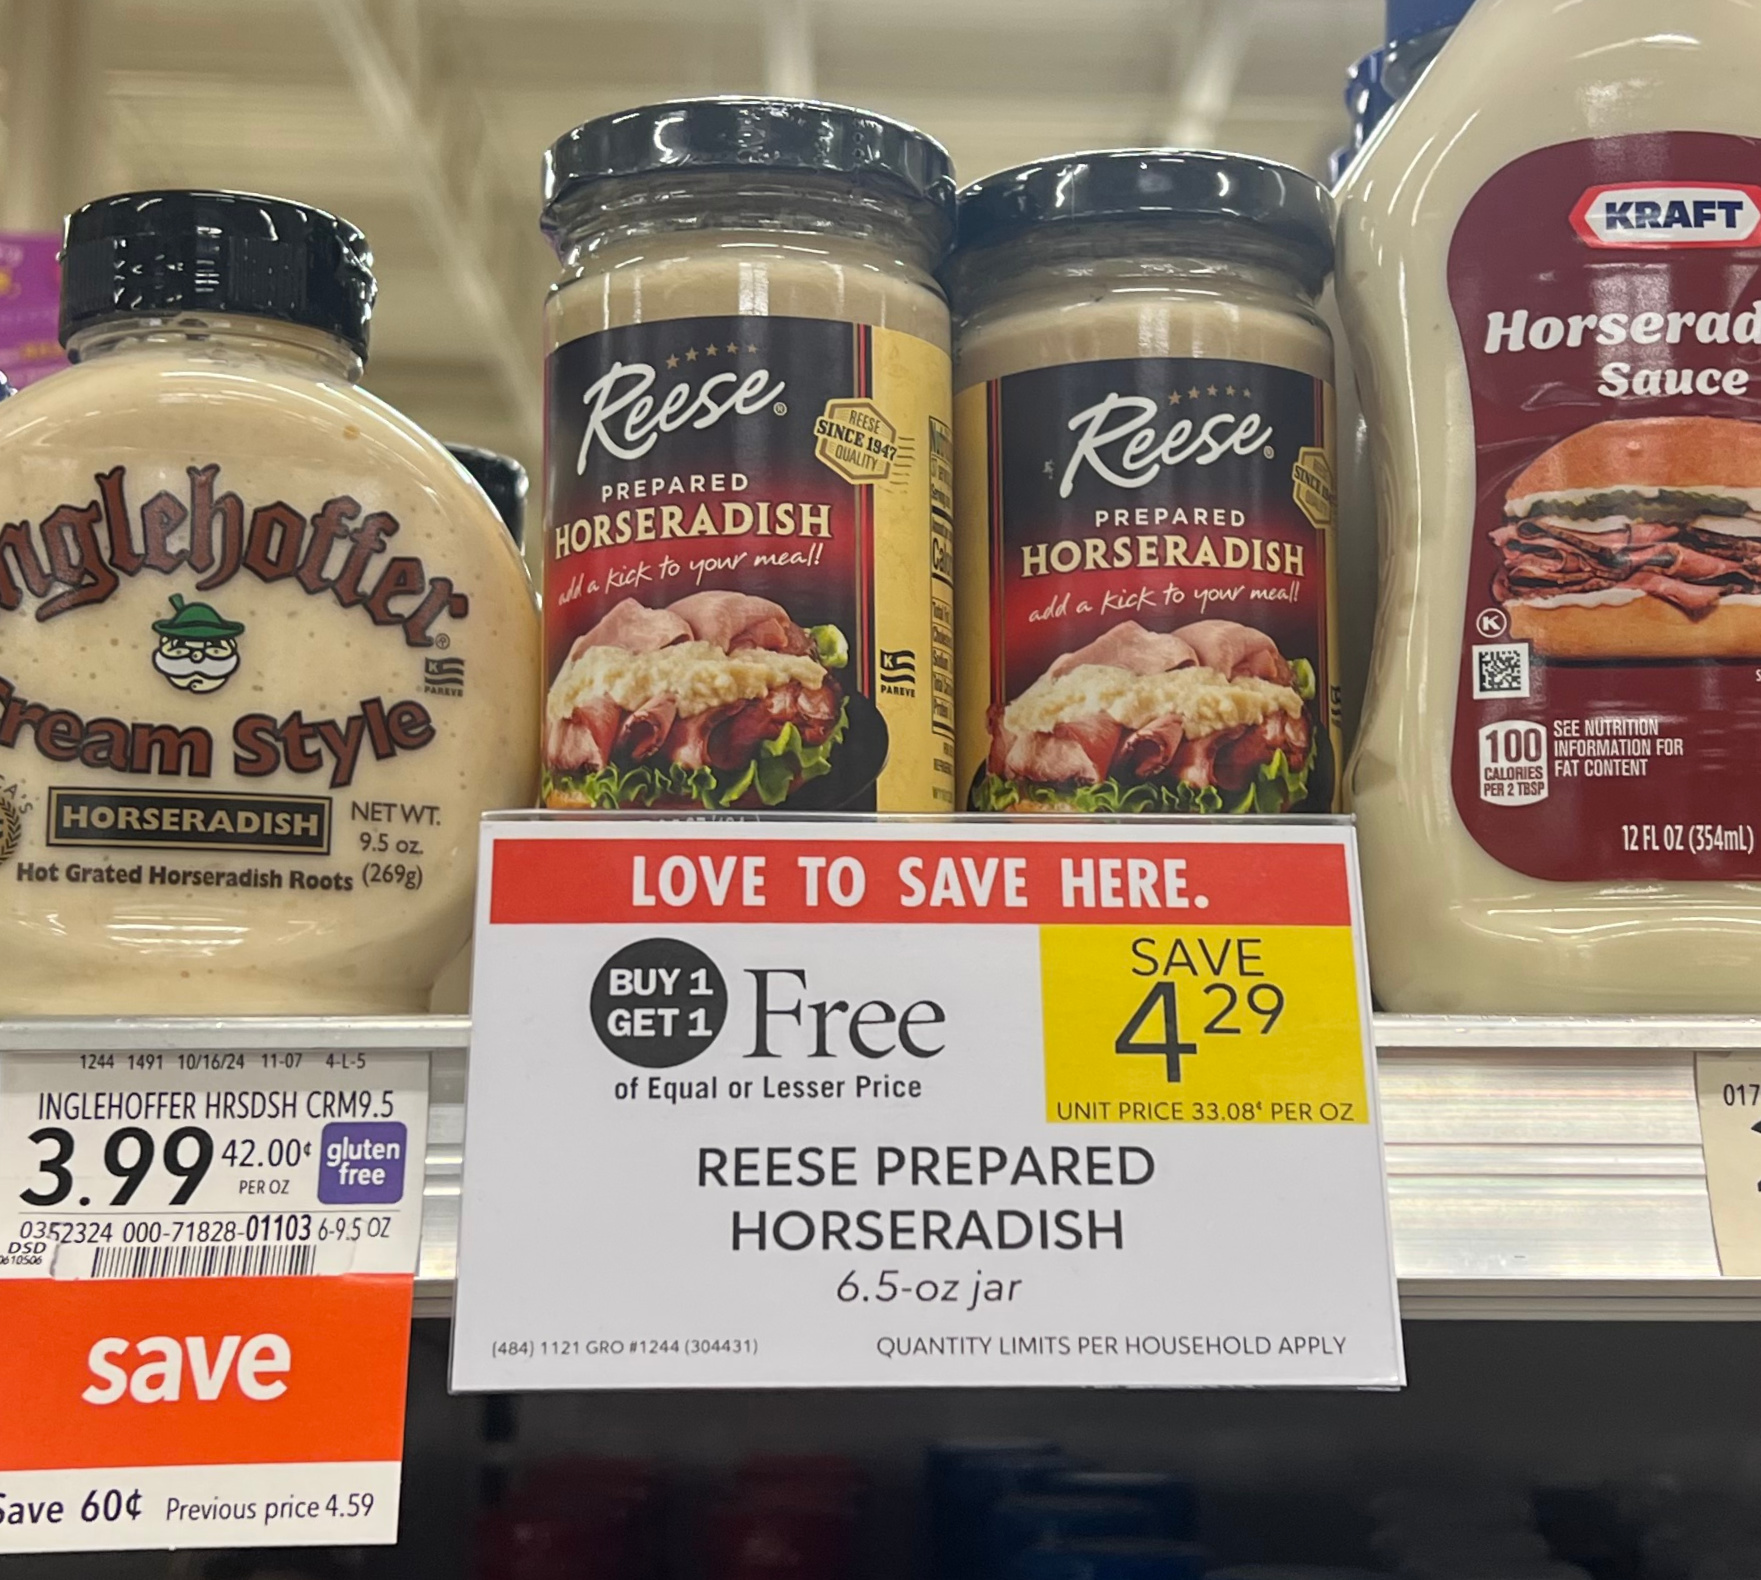 nglehoffer®
Cream Style
HORSERADISH
NET WT.
9.5 oz.
(269g)
Hot Grated Horseradish Roots
K
PAREVE
Reese®
REESE
SINCE 1947
QUALITY
PREPARED
HORSERADISH
add a kick to your meal!
K
PAREVE
Reese®
PREPARED
HORSERADISH
add a kick to your meal!
KRAFT
Horserad
Sauce
K
100
CALORIES
PER 2 TBSP
SEE NUTRITION
INFORMATION FOR
FAT CONTENT
12 FL OZ (354mL)
LOVE TO SAVE HERE.
BUY 1
GET 1
Free
of Equal or Lesser Price
SAVE
4 29
UNIT PRICE 33.08¢ PER OZ
REESE PREPARED
HORSERADISH
6.5-oz jar
(484) 1121 GRO #1244 (304431)
QUANTITY LIMITS PER HOUSEHOLD APPLY
1244 1491 10/16/24 11-07 4-L-5
INGLEHOFFER HRSDSH CRM9.5
3.99
42.00¢
PER OZ
gluten
free
0352324 000-71828-01103 6-9.5 OZ
DSD
save
Save 60¢ Previous price 4.59
017